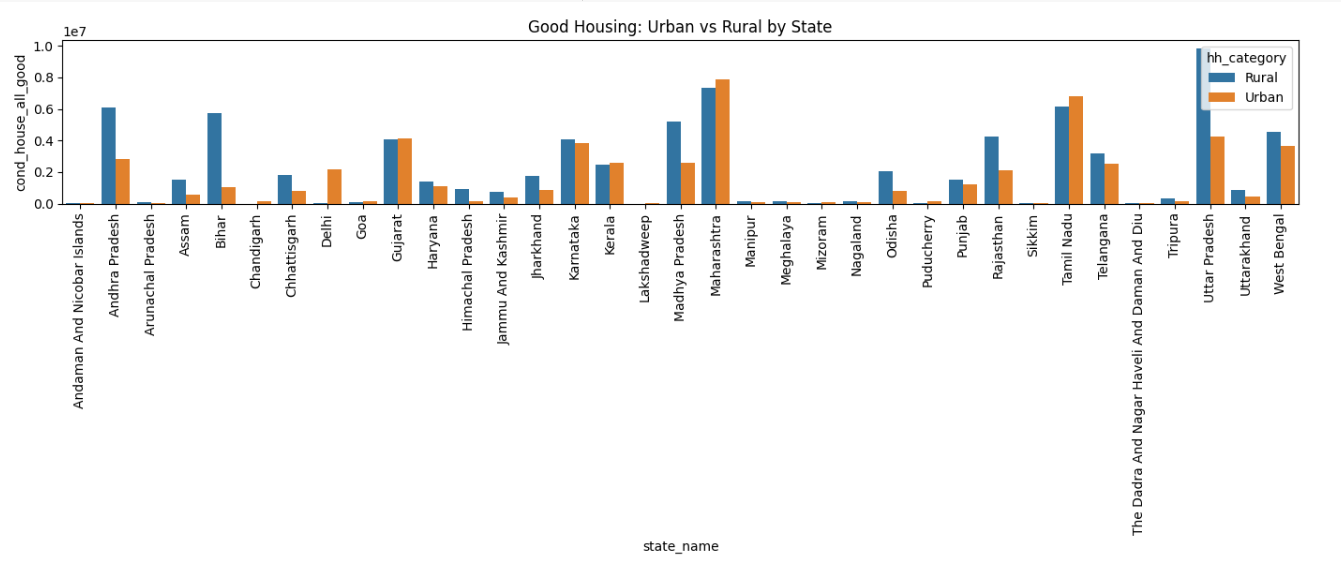 Good Housing: Urban vs Rural by State
1e7
1.0
0.8
0.6
0.4
0.2
0.0
cond_house_all_good
hh_category
Rural
Urban
Andaman And Nicobar Islands
Andhra Pradesh
Arunachal Pradesh
Assam
Bihar
Chandigarh
Chhattisgarh
Delhi
Goa
Gujarat
Haryana
Himachal Pradesh
Jammu And Kashmir
Jharkhand
Karnataka
Kerala
Lakshadweep
Madhya Pradesh
Maharashtra
Manipur
Meghalaya
Mizoram
Nagaland
Odisha
Puducherry
Punjab
Rajasthan
Sikkim
Tamil Nadu
Telangana
The Dadra And Nagar Haveli And Daman And Diu
Tripura
Uttar Pradesh
Uttarakhand
West Bengal
state_name